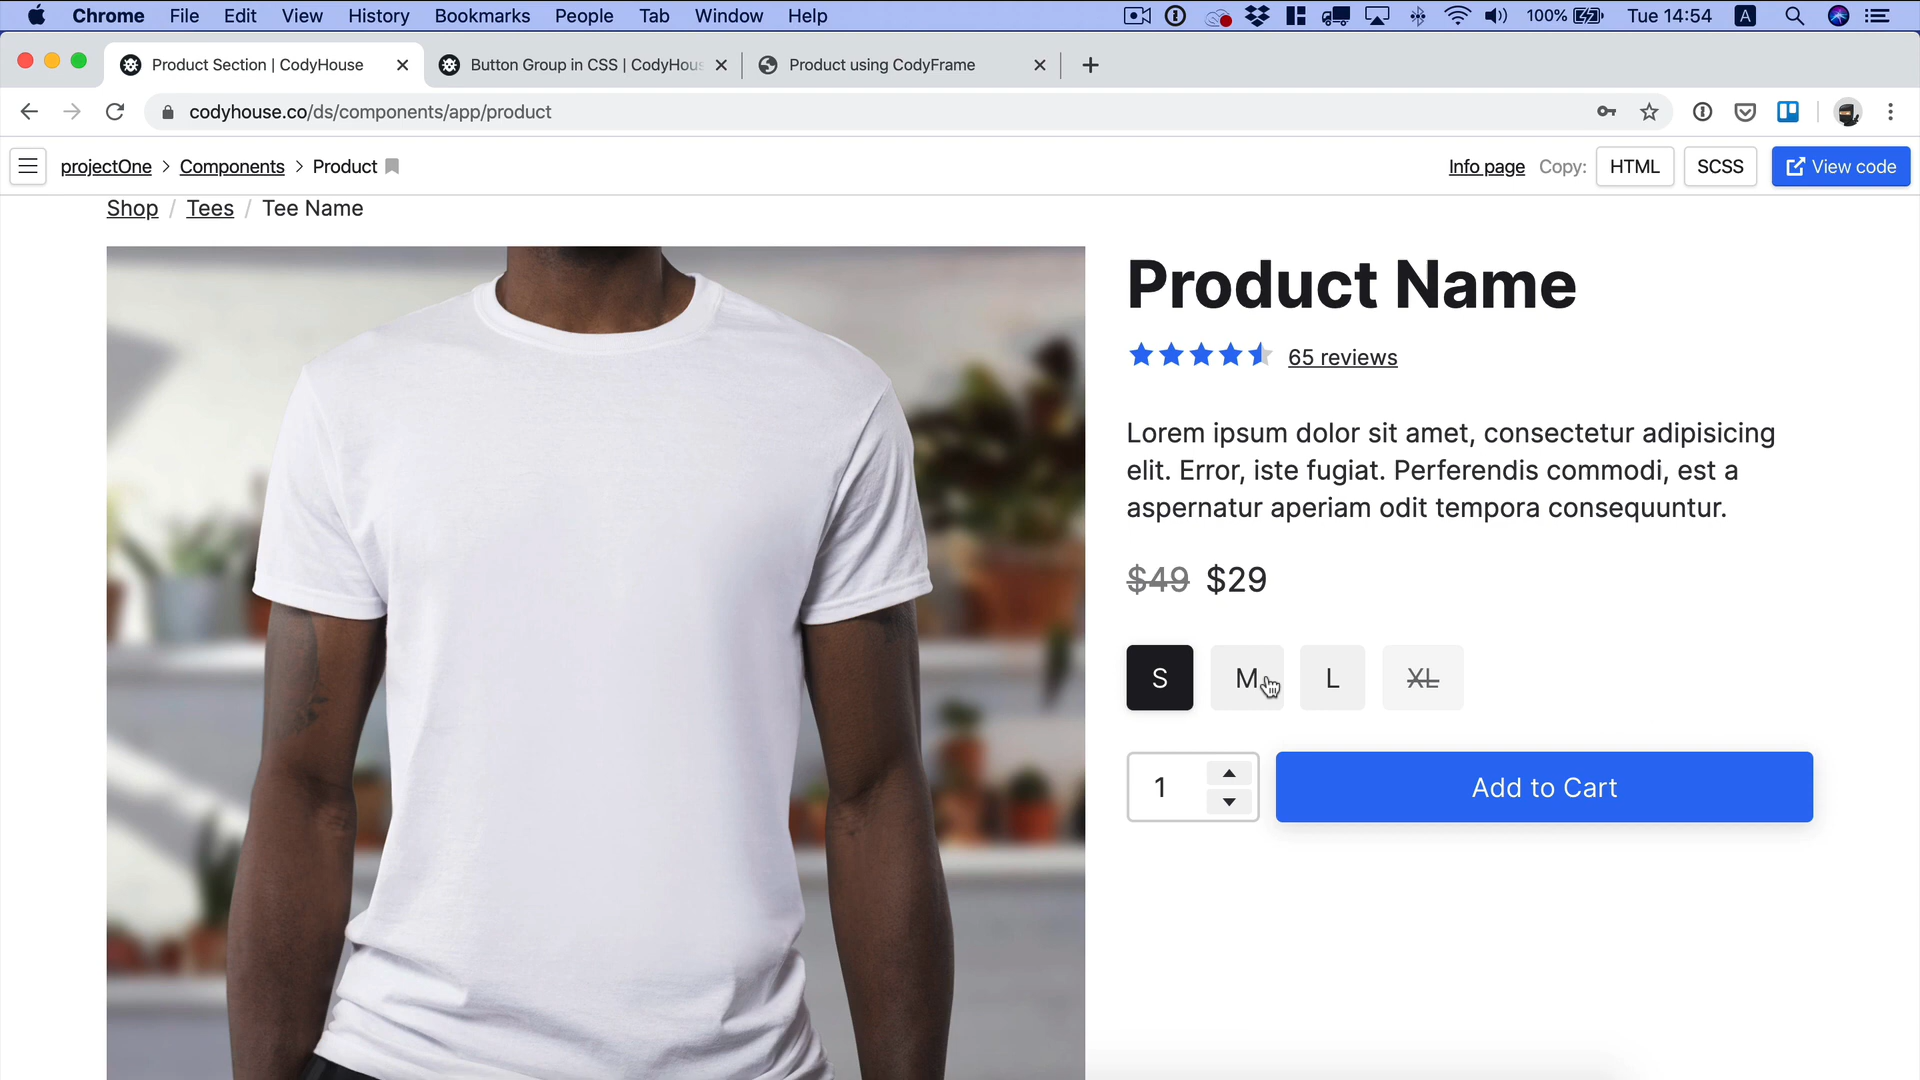 Chrome File Edit View History Bookmarks People Tab Window Help 100% Tue 14:54 A
Product Section | CodyHouse Button Group in CSS | CodyHous Product using CodyFrame
codyhouse.co/ds/components/app/product
projectOne > Components > Product Info page Copy: HTML SCSS View code
Shop / Tees / Tee Name
Product Name
65 reviews
Lorem ipsum dolor sit amet, consectetur adipisicing
elit. Error, iste fugiat. Perferendis commodi, est a
aspernatur aperiam odit tempora consequuntur.
$49 $29
S M L XL
1 Add to Cart